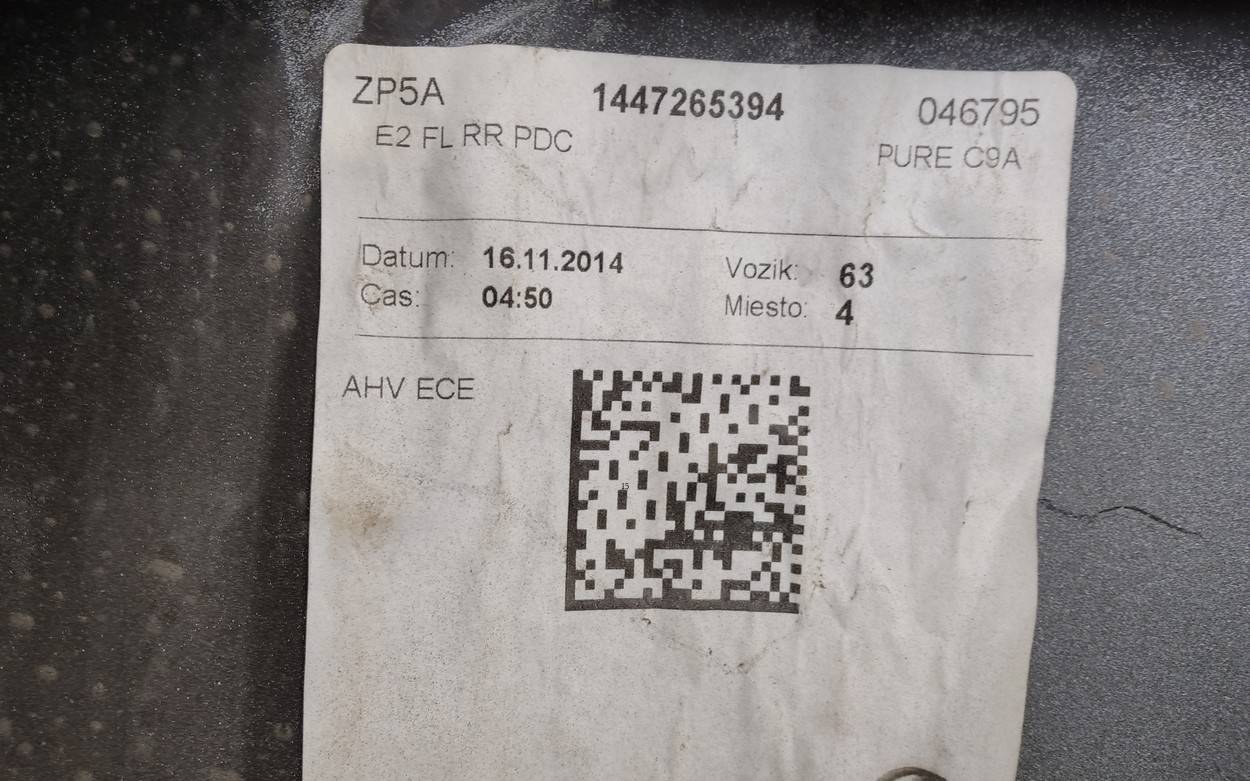 ZP5A 1447265394 046795
E2 FL RR PDC PURE C9A
Datum: 16.11.2014 Vozik: 63
Cas: 04:50 Miesto: 4
AHV ECE
15